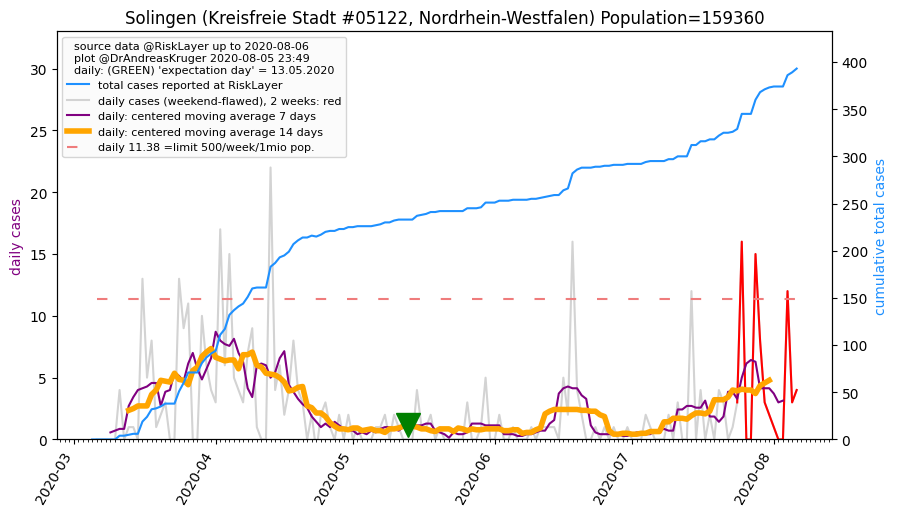 Solingen (Kreisfreie Stadt #05122, Nordrhein-Westfalen) Population=159360
source data @RiskLayer up to 2020-08-06
plot @DrAndreasKruger 2020-08-05 23:49
daily: (GREEN) 'expectation day' = 13.05.2020
total cases reported at RiskLayer
daily cases (weekend-flawed), 2 weeks: red
daily: centered moving average 7 days
daily: centered moving average 14 days
daily 11.38 =limit 500/week/1mio pop.
daily cases
30
25
20
15
10
5
0
cumulative total cases
400
350
300
250
200
150
100
50
0
2020-03
2020-04
2020-05
2020-06
2020-07
2020-08